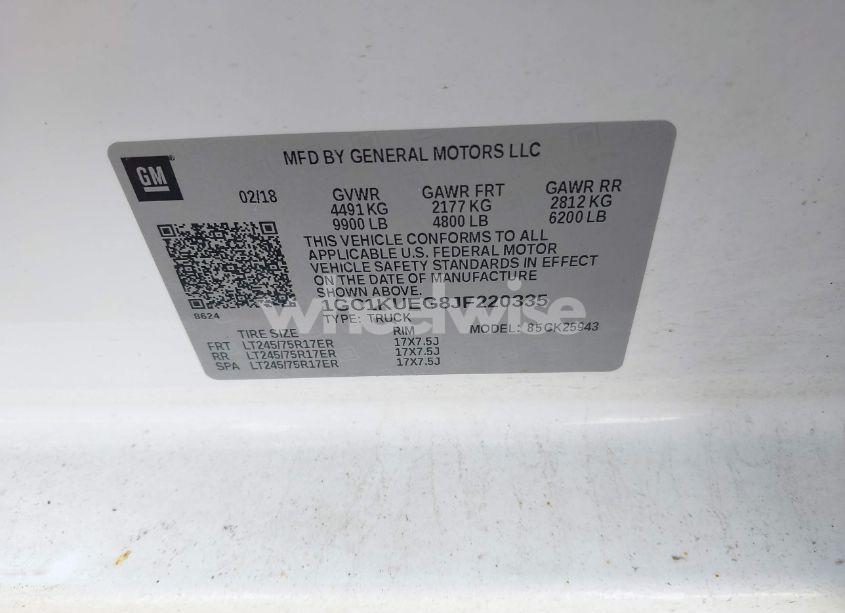 GM
MFD BY GENERAL MOTORS LLC
02/18 GVWR GAWR FRT GAWR RR
4491 KG 2177 KG 2812 KG
9900 LB 4800 LB 6200 LB
THIS VEHICLE CONFORMS TO ALL
APPLICABLE U.S. FEDERAL MOTOR
VEHICLE SAFETY STANDARDS IN EFFECT
ON THE DATE OF MANUFACTURE
SHOWN ABOVE.
1GC1KUEG8JF220335
8624
TYPE: TRUCK MODEL: 85CK25943
TIRE SIZE RIM
FRT LT245/75R17ER 17X7.5J
RR LT245/75R17ER 17X7.5J
SPA LT245/75R17ER 17X7.5J
wheelwise